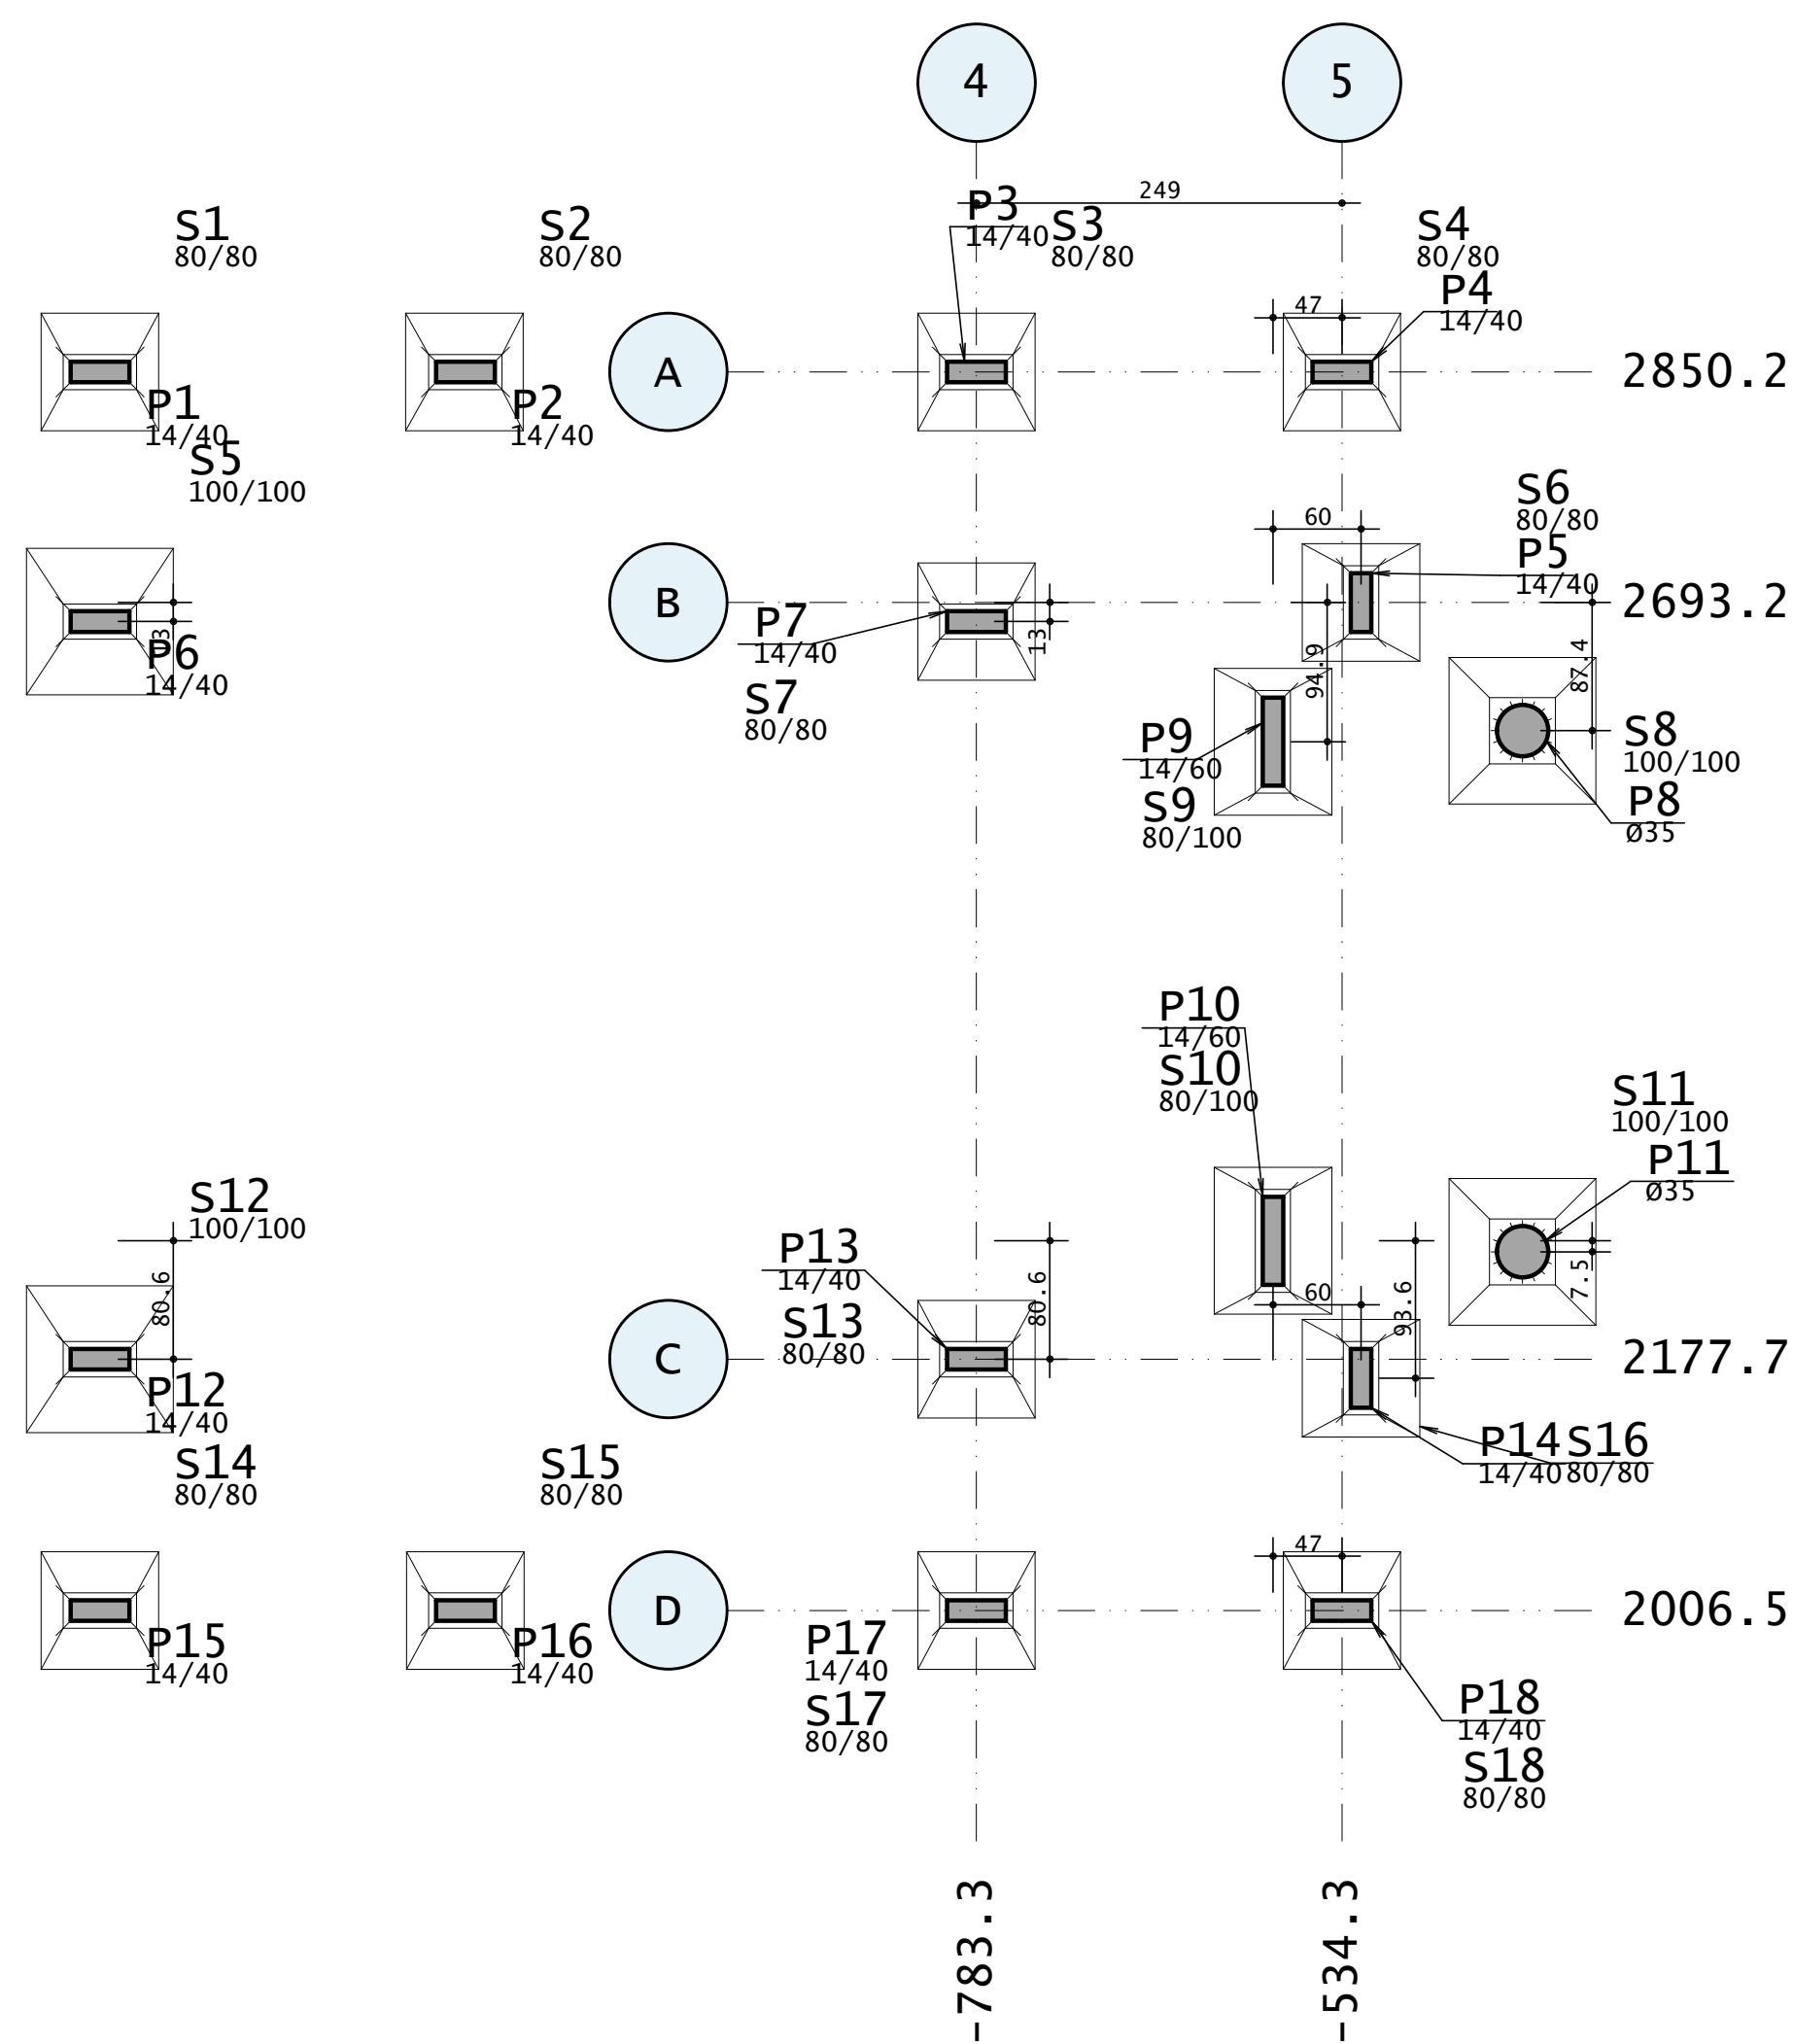 4
5
249
P3
14/40
S1
80/80
S2
80/80
S3
80/80
S4
80/80
P4
14/40
47
A
2850.2
P1
14/40
P2
14/40
S5
100/100
S6
80/80
60
P5
14/40
B
2693.2
P7
14/40
13
P6
14/40
94.9
87.4
S7
80/80
P9
14/60
S8
100/100
S9
80/100
P8
Ø35
P10
14/60
S10
80/100
S11
100/100
P11
Ø35
S12
100/100
P13
14/40
80.6
80.6
60
93.6
7.5
S13
80/80
C
2177.7
P12
14/40
P14
14/40
S16
80/80
S14
80/80
S15
80/80
47
D
2006.5
P15
14/40
P16
14/40
P17
14/40
S17
80/80
P18
14/40
S18
80/80
-783.3
-534.3